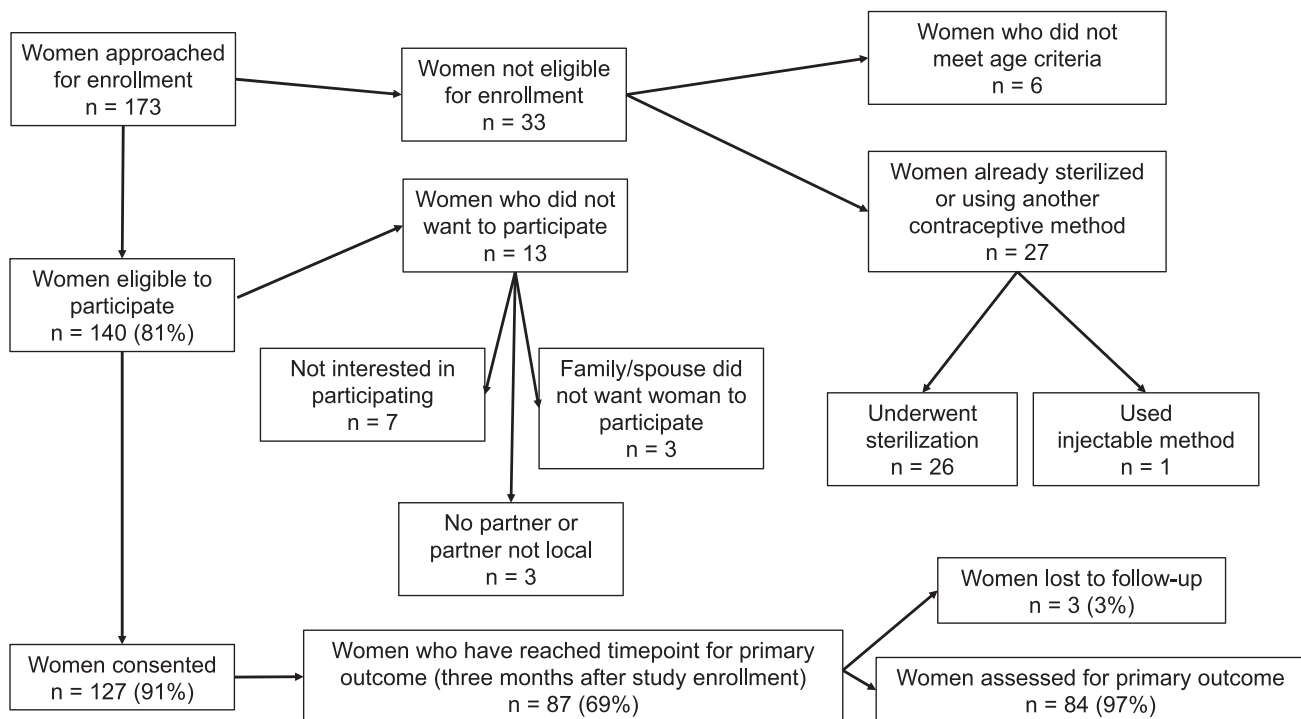 Women approached
for enrollment
n = 173
Women not eligible
for enrollment
n = 33
Women who did not
meet age criteria
n = 6
Women already sterilized
or using another
contraceptive method
n = 27
Women who did not
want to participate
n = 13
Women eligible to
participate
n = 140 (81%)
Not interested in
participating
n = 7
Family/spouse did
not want woman to
participate
n = 3
Underwent
sterilization
n = 26
Used
injectable method
n = 1
No partner or
partner not local
n = 3
Women lost to follow-up
n = 3 (3%)
Women consented
n = 127 (91%)
Women who have reached timepoint for primary
outcome (three months after study enrollment)
n = 87 (69%)
Women assessed for primary outcome
n = 84 (97%)